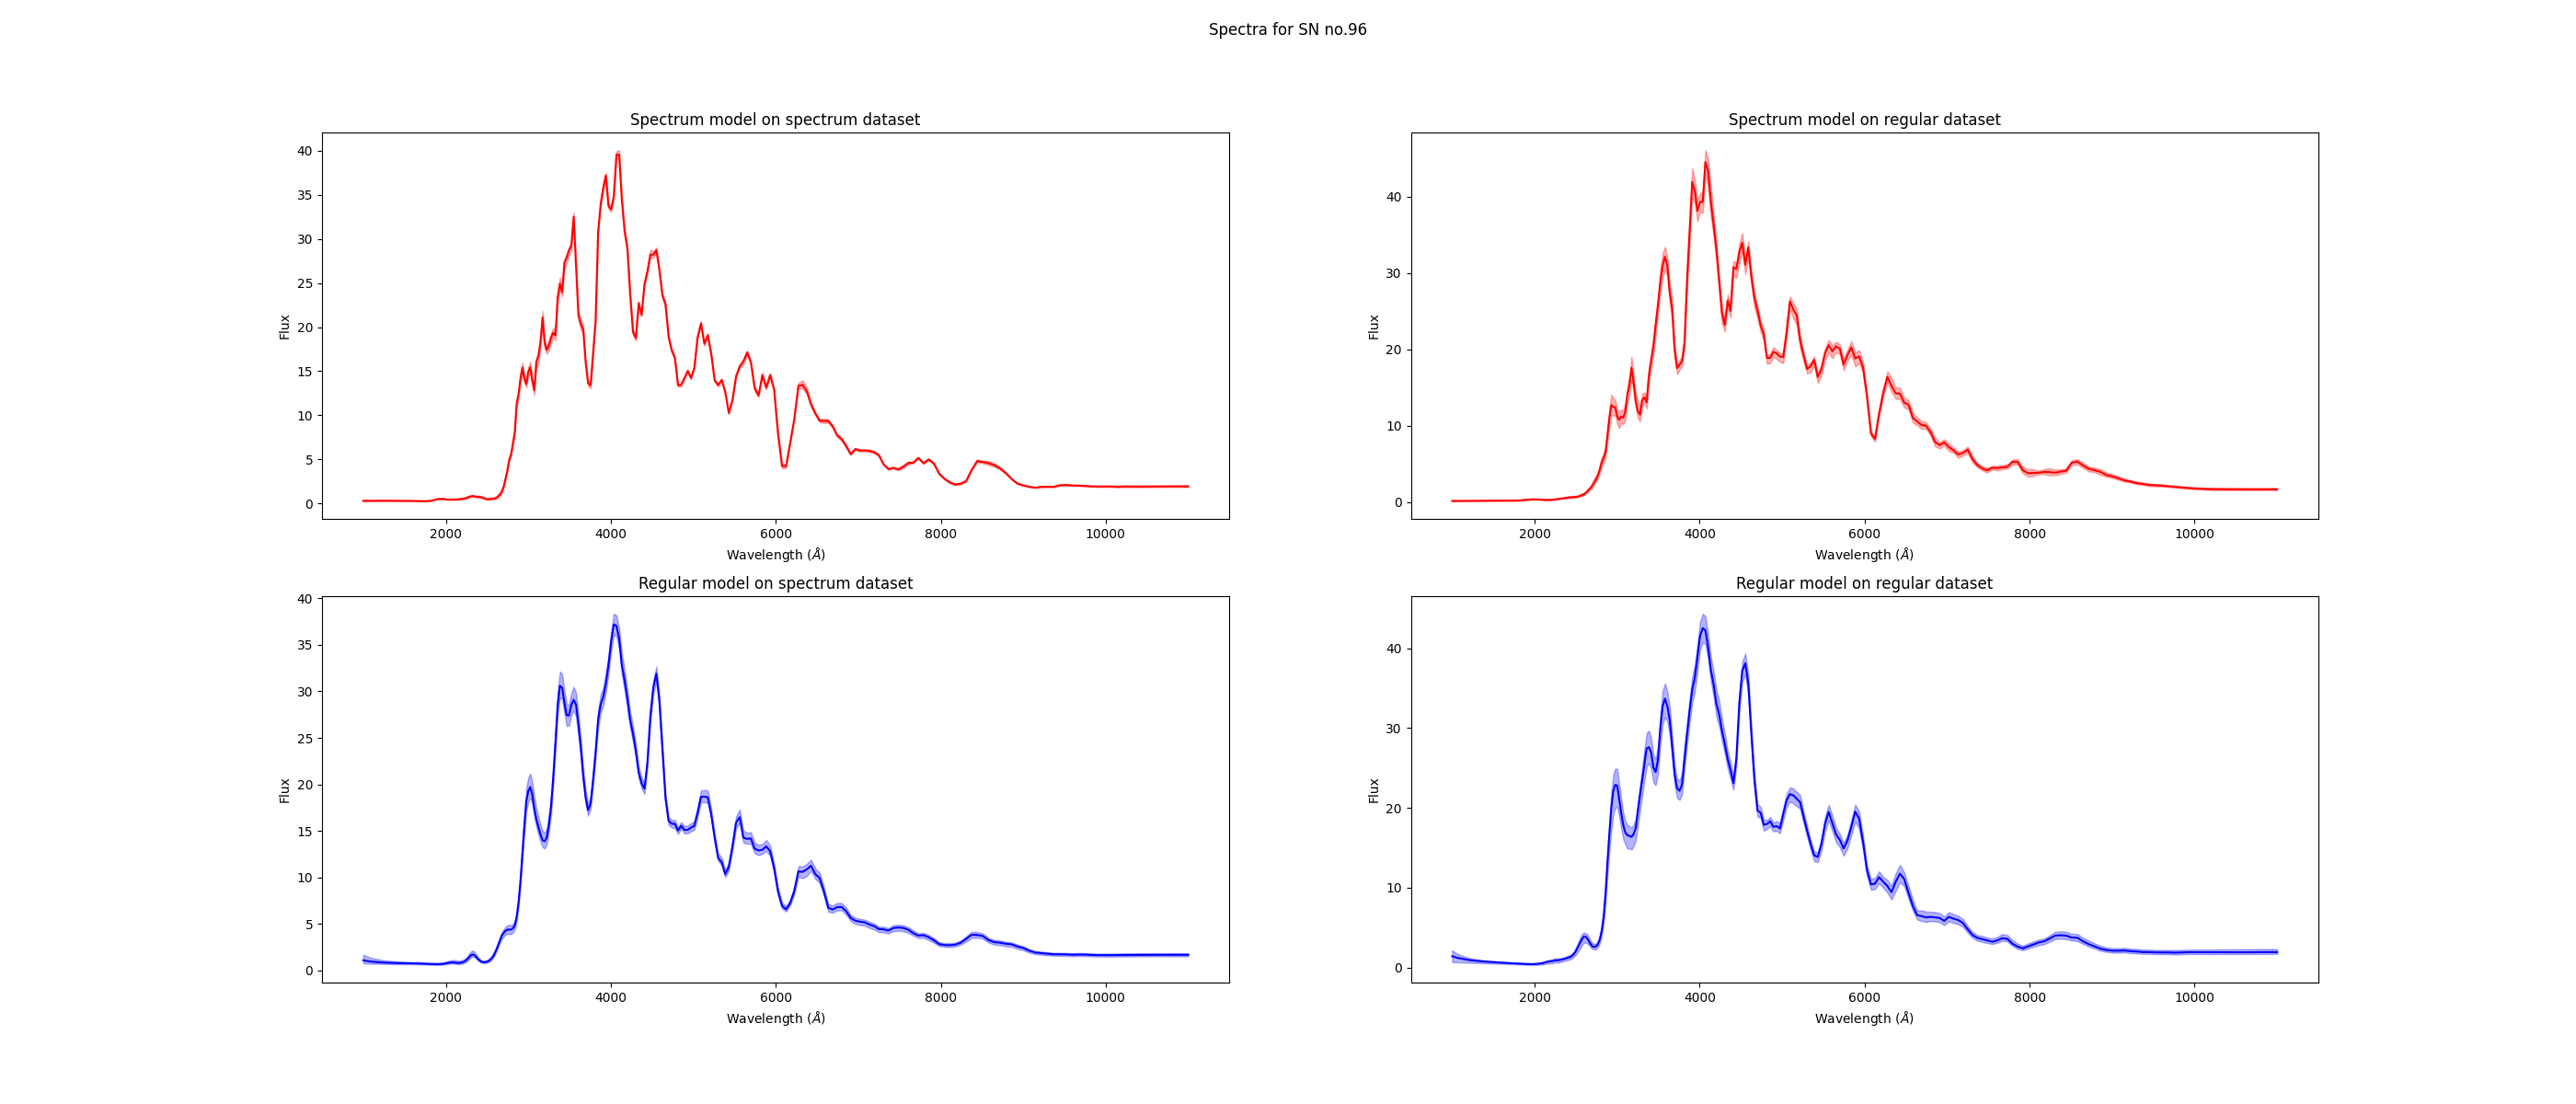 Spectra for SN no.96
Spectrum model on spectrum dataset
40
35
30
25
20
15
10
5
0
Flux
2000 4000 6000 8000 10000
Wavelength (Å)
Spectrum model on regular dataset
40
30
20
10
0
Flux
2000 4000 6000 8000 10000
Wavelength (Å)
Regular model on spectrum dataset
40
35
30
25
20
15
10
5
0
Flux
2000 4000 6000 8000 10000
Wavelength (Å)
Regular model on regular dataset
40
30
20
10
0
Flux
2000 4000 6000 8000 10000
Wavelength (Å)